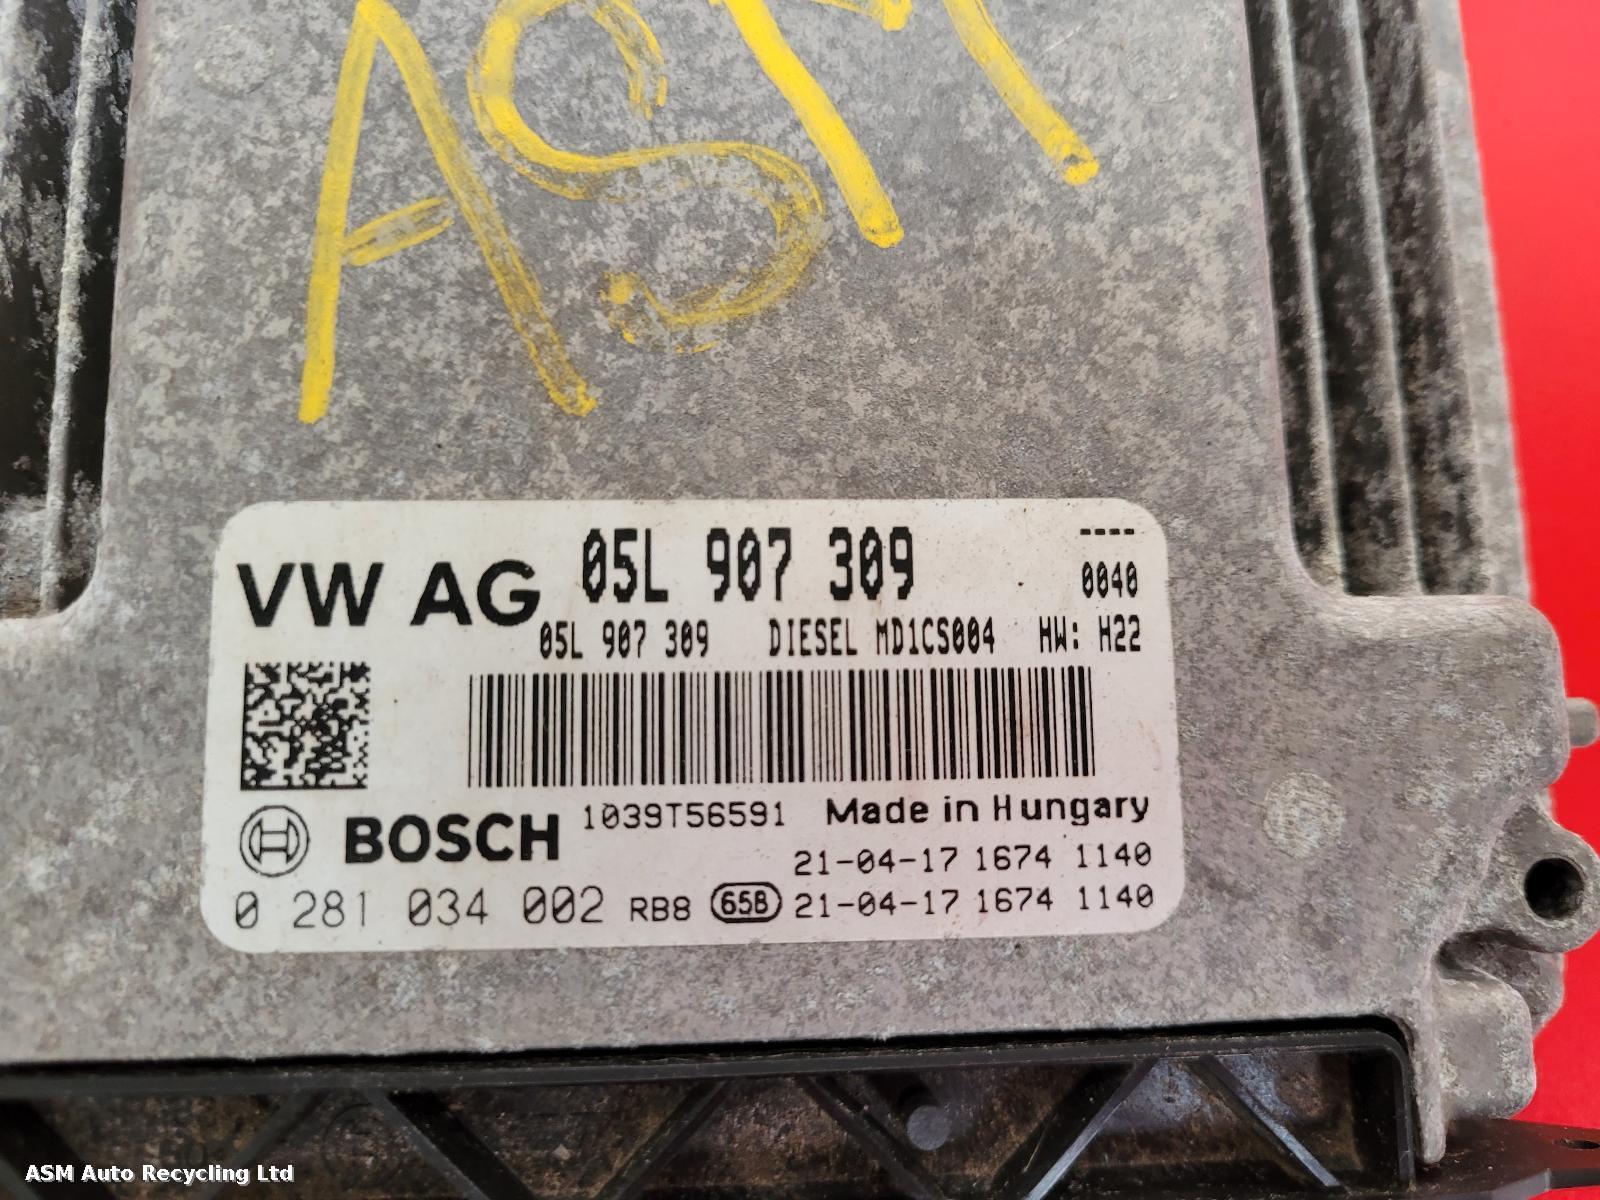 ASM
VW AG 05L 907 309 ----
0040
05L 907 309 DIESEL MD1CS004 HW: H22
BOSCH 1039T56591 Made in Hungary
21-04-17 1674 1140
0 281 034 002 RB8 65B 21-04-17 1674 1140
ASM Auto Recycling Ltd